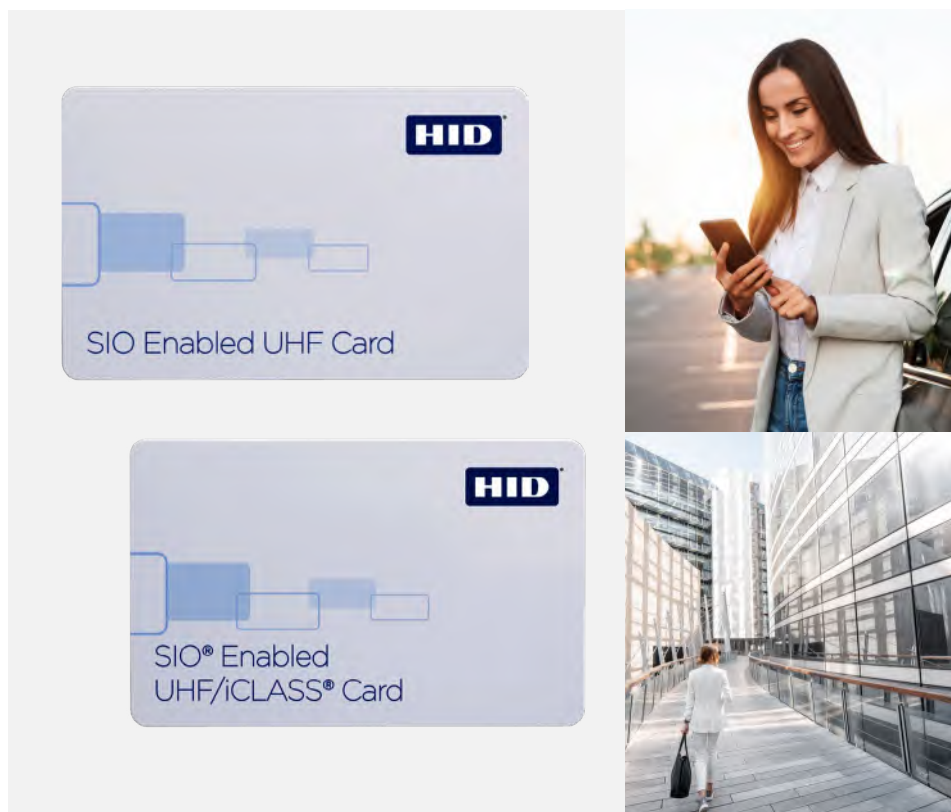 HID
SIO Enabled UHF Card
HID
SIO® Enabled
UHF/iCLASS® Card